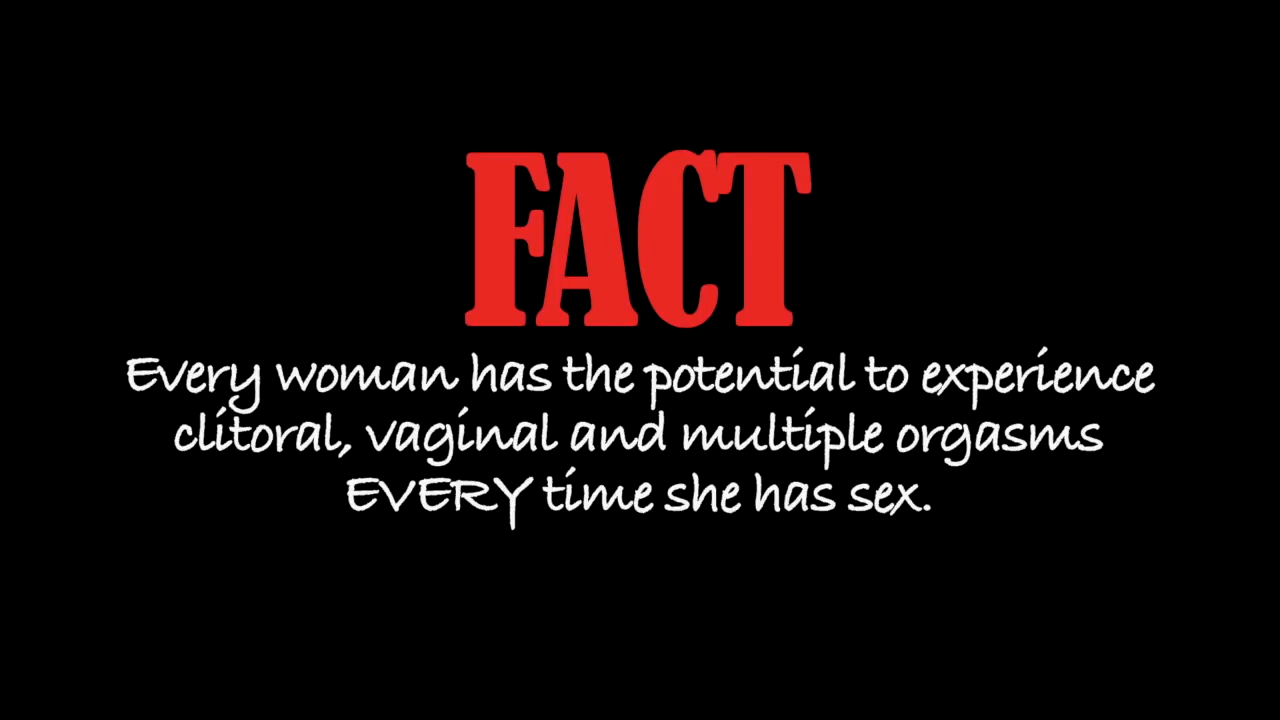 FACT
Every woman has the potential to experience
clitoral, vaginal and multiple orgasms
EVERY time she has sex.